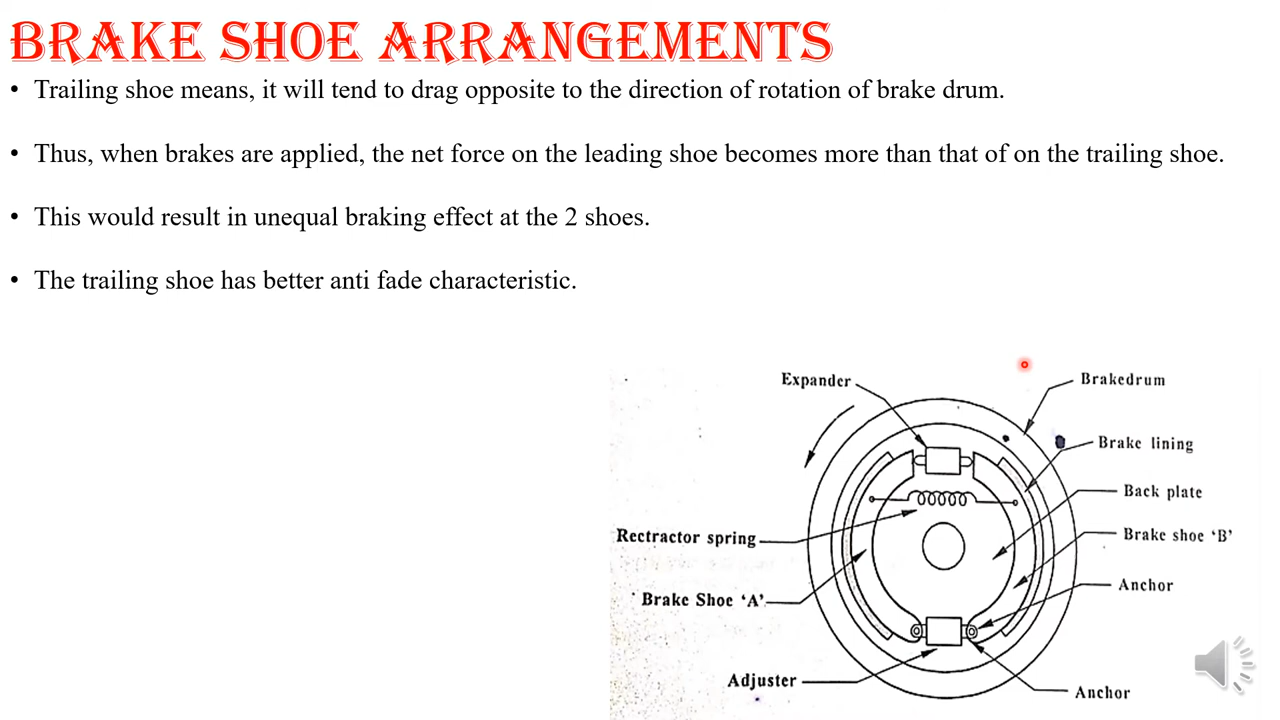 BRAKE SHOE ARRANGEMENTS
• Trailing shoe means, it will tend to drag opposite to the direction of rotation of brake drum.
• Thus, when brakes are applied, the net force on the leading shoe becomes more than that of on the trailing shoe.
• This would result in unequal braking effect at the 2 shoes.
• The trailing shoe has better anti fade characteristic.
Expander
Brakedrum
Brake lining
Back plate
Rectractor spring
Brake shoe ‘B’
Anchor
Brake Shoe ‘A’
Adjuster
Anchor